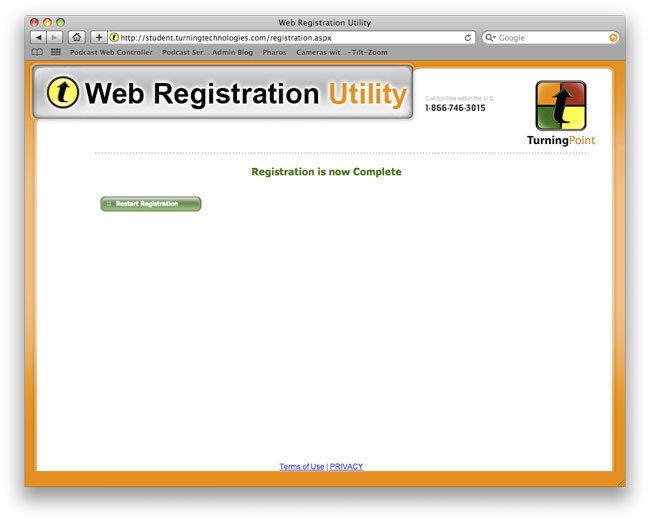 Web Registration Utility
http://student.turningtechnologies.com/registration.aspx
Google
Podcast Web Controller Podcast Ser... Admin Blog Pharos Cameras wit...-Tilt-Zoom
t Web Registration Utility
Call toll-free within the U.S.
1-866-746-3015
t
TurningPoint
Registration is now Complete
Restart Registration
Terms of Use | PRIVACY